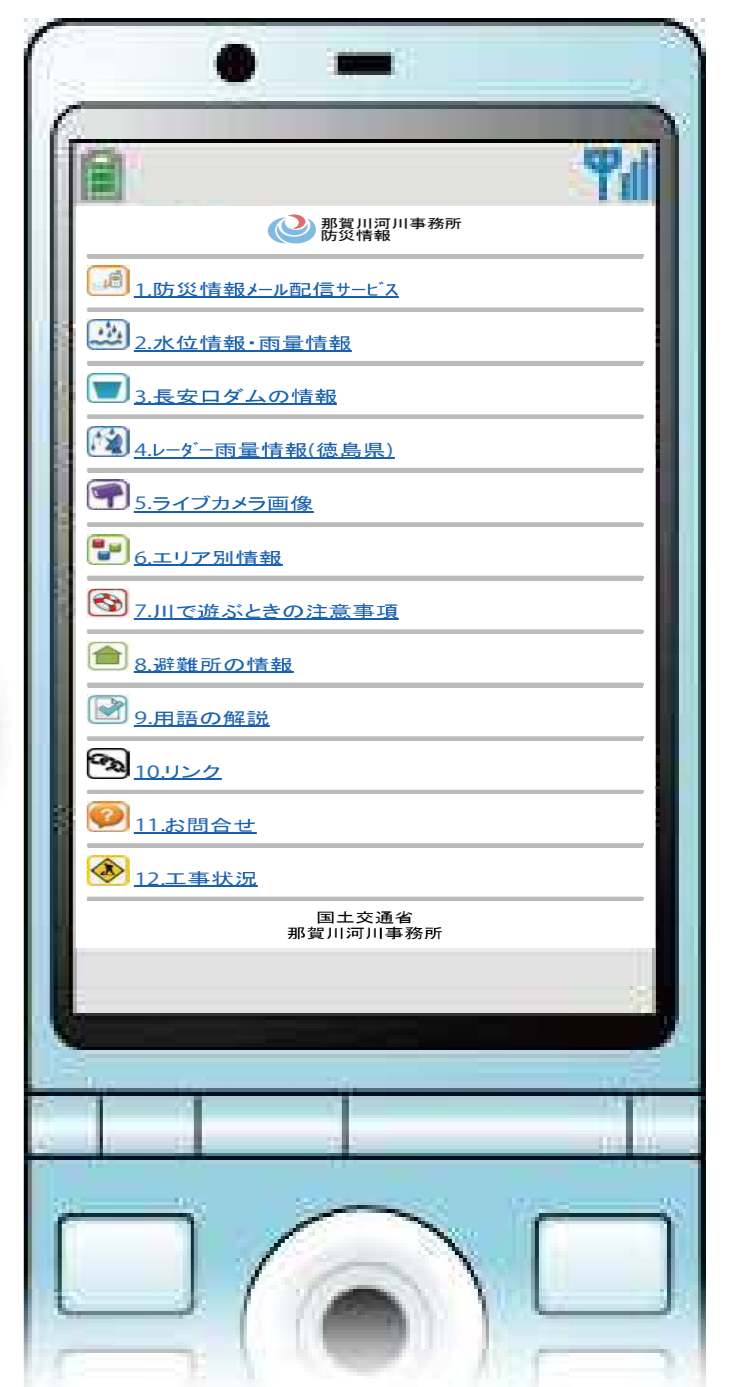 那賀川河川事務所
防災情報
1.防災情報ﾒｰﾙ配信ｻｰﾋﾞｽ
2.水位情報・雨量情報
3.長安口ダムの情報
4.ﾚｰﾀﾞｰ雨量情報(徳島県)
5.ライブカメラ画像
6.エリア別情報
7.川で遊ぶときの注意事項
8.避難所の情報
9.用語の解説
10.リンク
11.お問合せ
12.工事状況
国土交通省
那賀川河川事務所